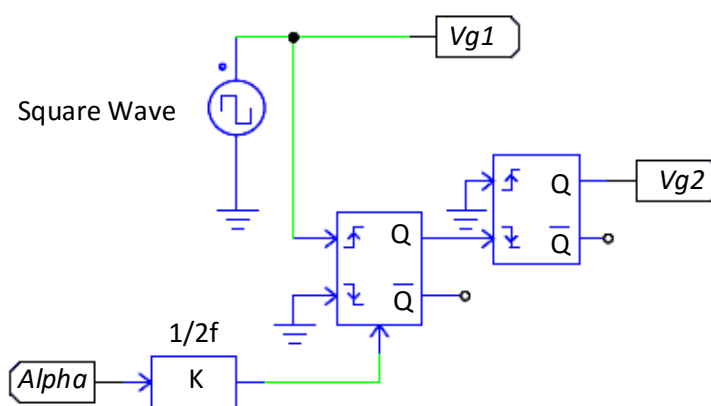 Vg1
Square Wave
Q
Vg2
Q
Q
Q
1/2f
Alpha
K